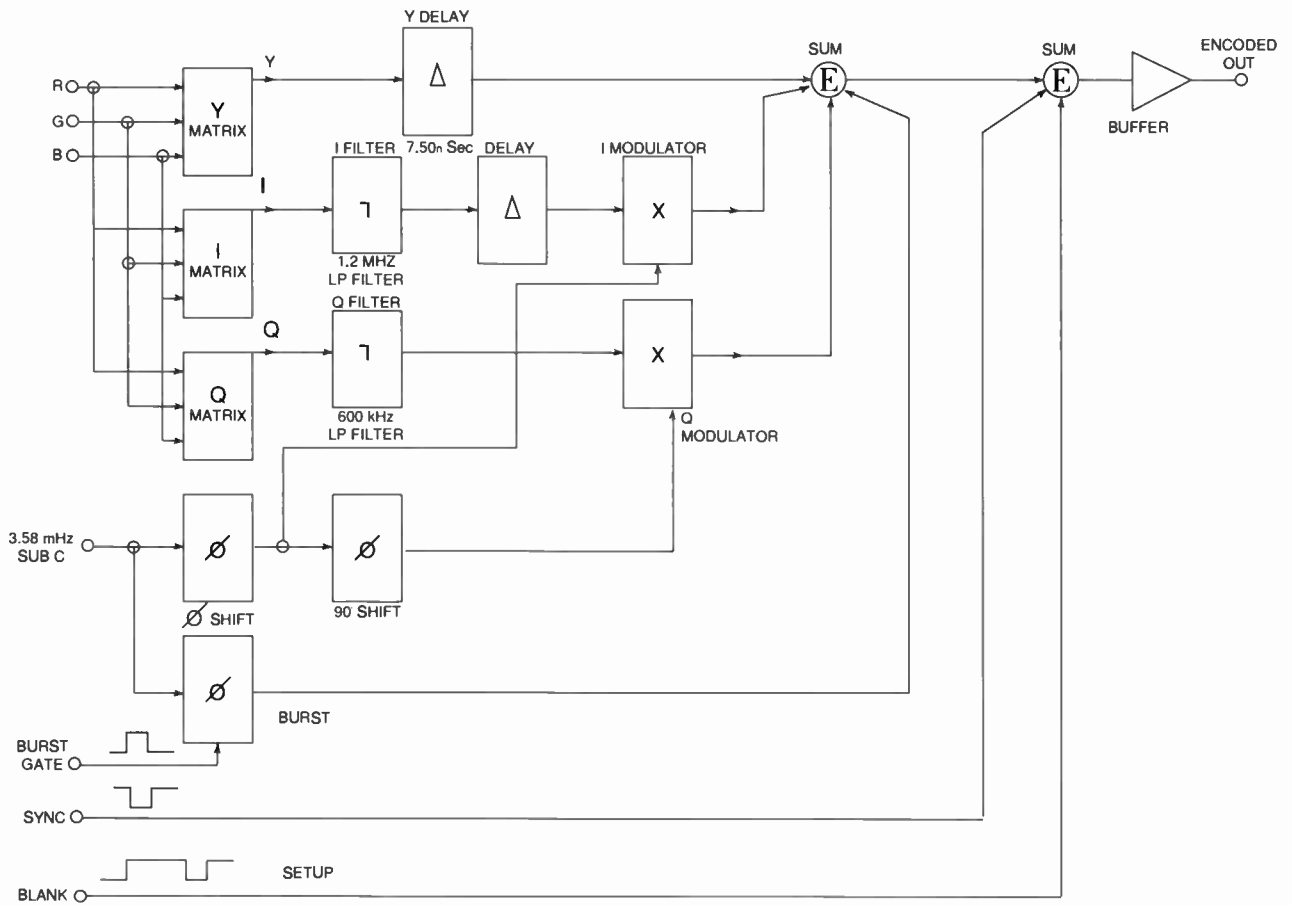 Y DELAY
Δ
7.50n Sec
SUM
E
SUM
E
ENCODED
OUT
BUFFER
R
G
B
Y
MATRIX
Y
I
I FILTER
ㄱ
1.2 MHZ
LP FILTER
DELAY
Δ
I MODULATOR
X
I
MATRIX
Q
Q FILTER
ㄱ
600 kHz
LP FILTER
X
Q
MODULATOR
Q
MATRIX
3.58 mHz
SUB C
ø
ø SHIFT
ø
90 SHIFT
ø
BURST
BURST
GATE
SYNC
SETUP
BLANK